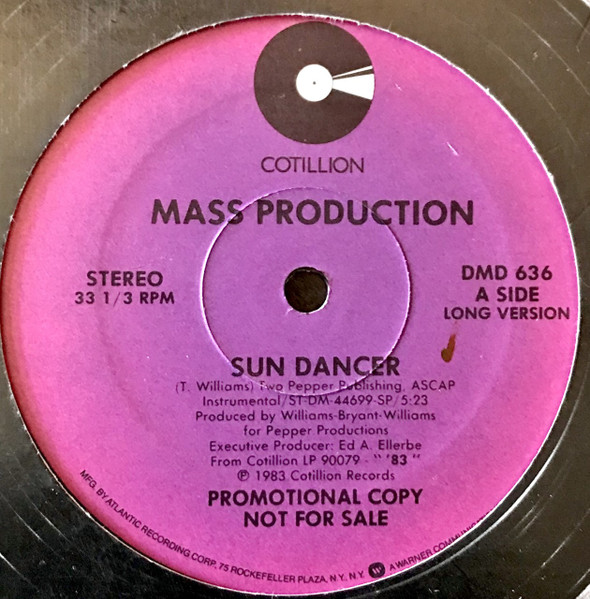 COTILLION
MASS PRODUCTION
STEREO
33 1/3 RPM
DMD 636
A SIDE
LONG VERSION
SUN DANCER
(T. Williams) Two Pepper Publishing, ASCAP
Instrumental/ST-DM-44699-SP/5:23
Produced by Williams-Bryant-Williams
for Pepper Productions
Executive Producer: Ed A. Ellerbe
From Cotillion LP 90079 - " '83 "
℗ 1983 Cotillion Records
PROMOTIONAL COPY
NOT FOR SALE
MFG. BY ATLANTIC RECORDING CORP., 75 ROCKEFELLER PLAZA, N.Y., N.Y. W A WARNER